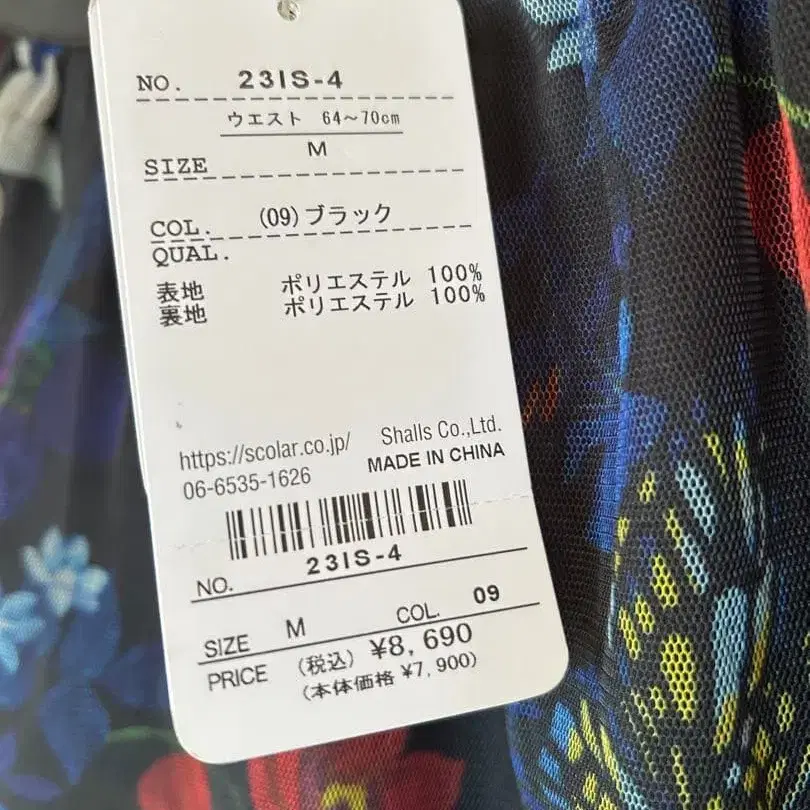 NO. 23IS-4
ウエスト 64～70cm
SIZE M
COL. (09)ブラック
QUAL.
表地 ポリエステル 100%
裏地 ポリエステル 100%
https://scolar.co.jp/ Shalls Co.,Ltd.
06-6535-1626 MADE IN CHINA
NO. 23IS-4
SIZE M COL. 09
PRICE (税込) ¥8,690
(本体価格 ¥7,900)